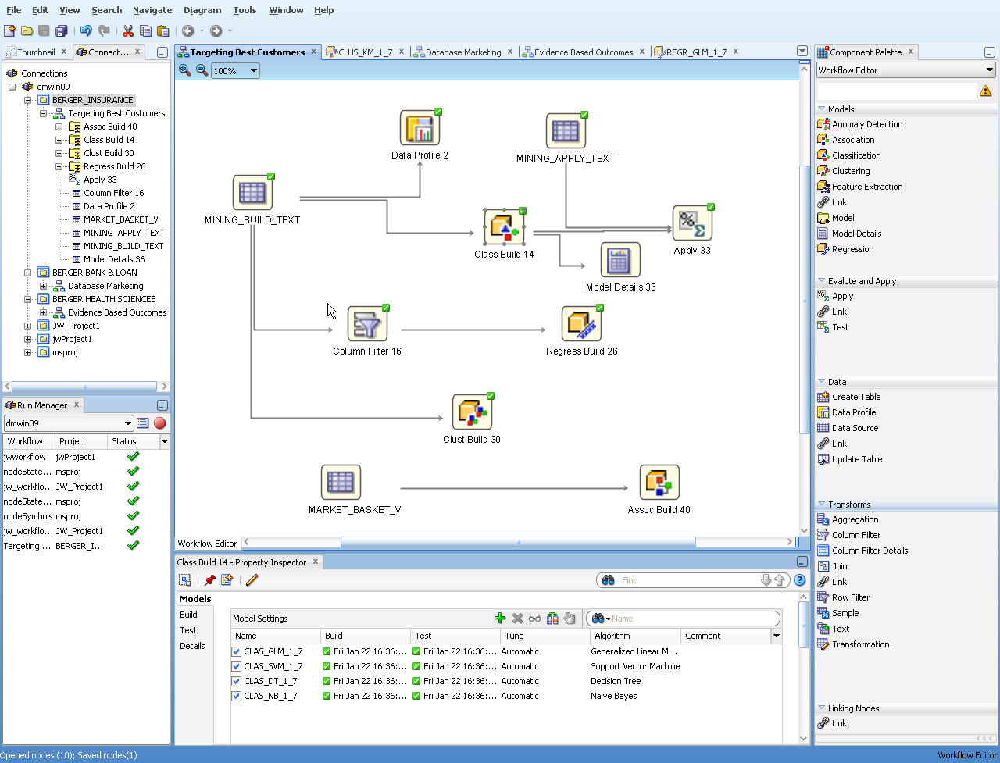 File Edit View Search Navigate Diagram Tools Window Help
Thumbnail x Connect... x
Connections
dmwin09
BERGER_INSURANCE
Targeting Best Customers
Assoc Build 40
Class Build 14
Clust Build 30
Regress Build 26
Apply 33
Column Filter 16
Data Profile 2
MARKET_BASKET_V
MINING_APPLY_TEXT
MINING_BUILD_TEXT
Model Details 36
BERGER BANK & LOAN
Database Marketing
BERGER HEALTH SCIENCES
Evidence Based Outcomes
JW_Project1
jwProject1
msproj
Run Manager x
dmwin09
Workflow Project Status
jwworkflow jwProject1
nodeState... msproj
jw_workflo... JW_Project1
nodeState... msproj
nodeSymbols msproj
jw_workflo... JW_Project1
Targeting ... BERGER_I...
Targeting Best Customers x CLUS_KM_1_7 x Database Marketing x Evidence Based Outcomes x REGR_GLM_1_7 x
100%
Data Profile 2
MINING_APPLY_TEXT
MINING_BUILD_TEXT
Class Build 14
Apply 33
Model Details 36
Column Filter 16
Regress Build 26
Clust Build 30
MARKET_BASKET_V
Assoc Build 40
Workflow Editor
Class Build 14 - Property Inspector x
Find
Models
Build
Test
Details
Model Settings
Name
Name Build Test Tune Algorithm Comment
CLAS_GLM_1_7 Fri Jan 22 16:36:... Fri Jan 22 16:36:... Automatic Generalized Linear M...
CLAS_SVM_1_7 Fri Jan 22 16:36:... Fri Jan 22 16:36:... Automatic Support Vector Machine
CLAS_DT_1_7 Fri Jan 22 16:36:... Fri Jan 22 16:36:... Automatic Decision Tree
CLAS_NB_1_7 Fri Jan 22 16:36:... Fri Jan 22 16:36:... Automatic Naive Bayes
Component Palette x
Workflow Editor
Models
Anomaly Detection
Association
Classification
Clustering
Feature Extraction
Link
Model
Model Details
Regression
Evaluate and Apply
Apply
Link
Test
Data
Create Table
Data Profile
Data Source
Link
Update Table
Transforms
Aggregation
Column Filter
Column Filter Details
Join
Link
Row Filter
Sample
Text
Transformation
Linking Nodes
Link
Opened nodes (10); Saved nodes(1) Workflow Editor